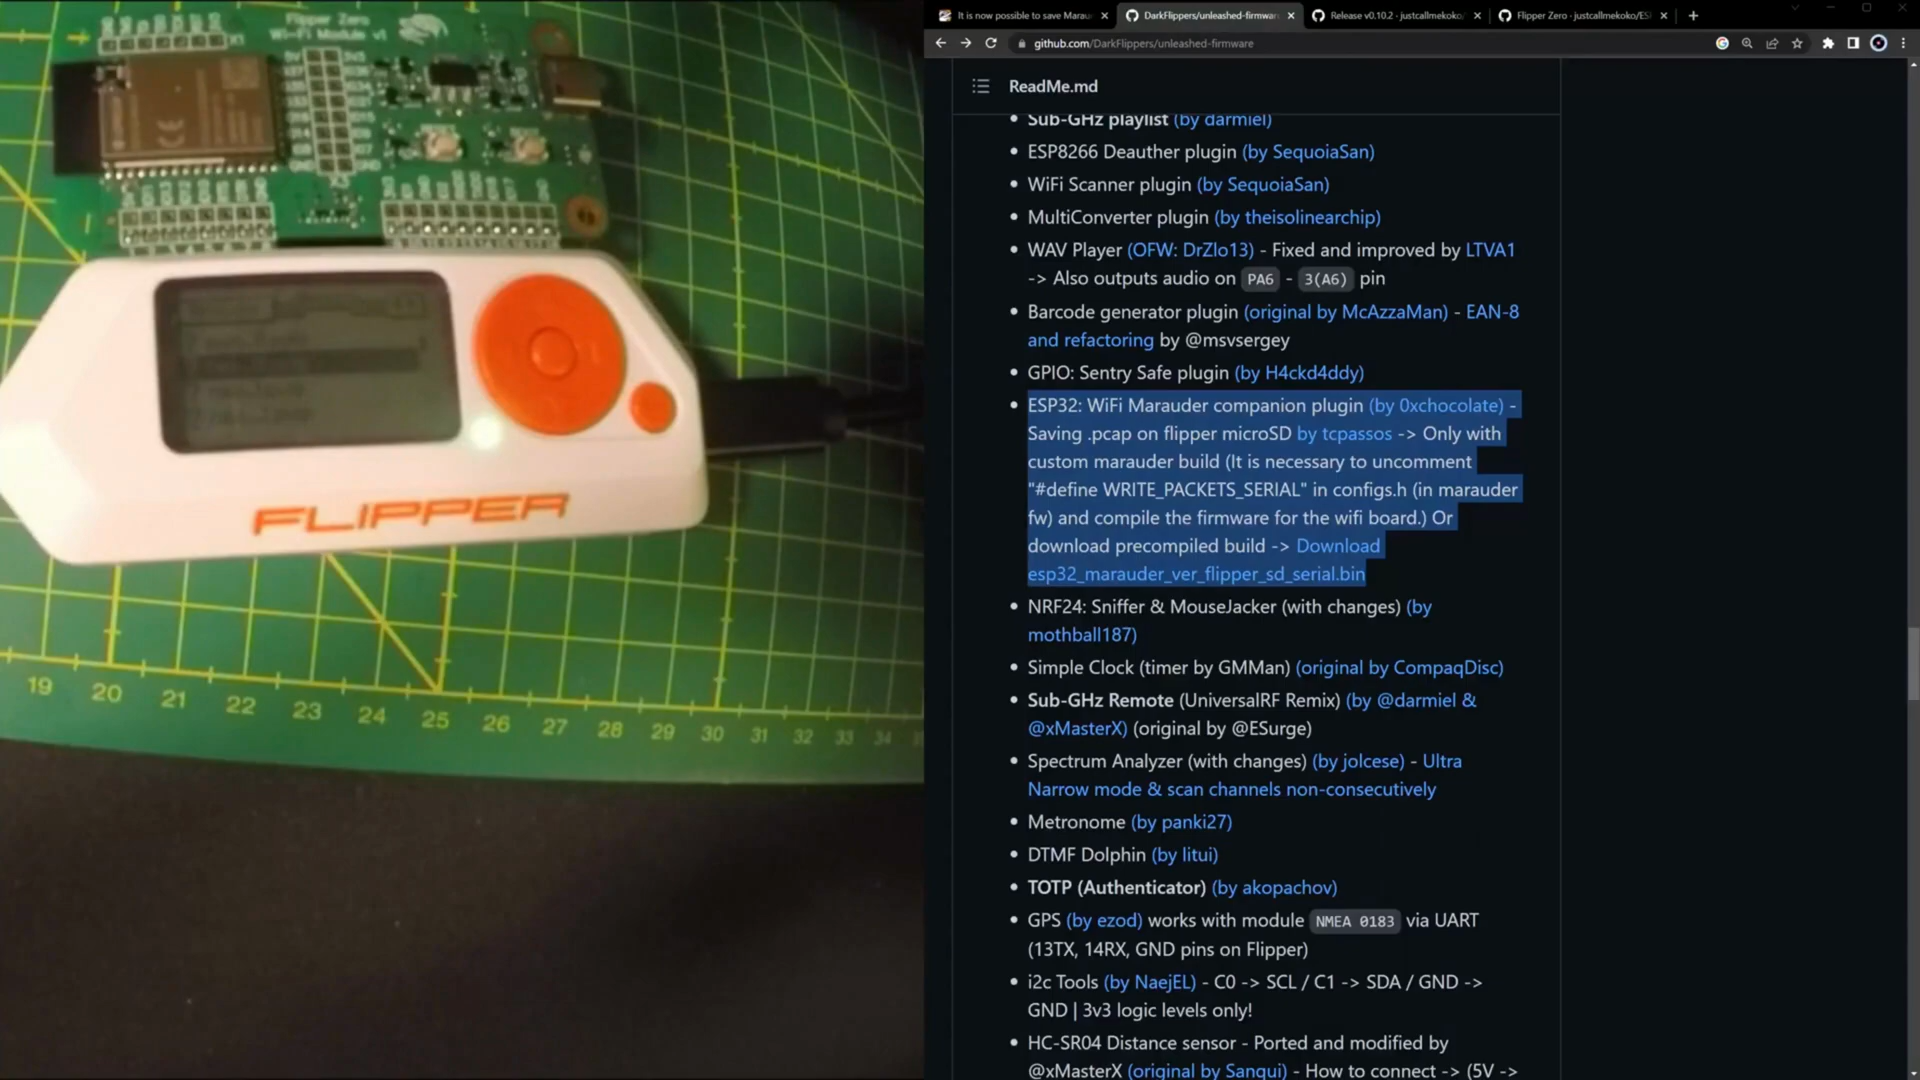 Flipper Zero
Wi-Fi Module v1
FLIPPER
19 20 21 22 23 24 25 26 27 28 29 30 31 32 33 34
It is now possible to save Marau
DarkFlippers/unleashed-firmwar
Release v0.10.2 · justcallmekoko/
Flipper Zero · justcallmekoko/ES
github.com/DarkFlippers/unleashed-firmware
ReadMe.md
Sub-GHz playlist (by darmiel)
ESP8266 Deauther plugin (by SequoiaSan)
WiFi Scanner plugin (by SequoiaSan)
MultiConverter plugin (by theisolinearchip)
WAV Player (OFW: DrZlo13) - Fixed and improved by LTVA1
-> Also outputs audio on PA6 - 3(A6) pin
Barcode generator plugin (original by McAzzaMan) - EAN-8
and refactoring by @msvsergey
GPIO: Sentry Safe plugin (by H4ckd4ddy)
ESP32: WiFi Marauder companion plugin (by 0xchocolate) -
Saving .pcap on flipper microSD by tcpassos -> Only with
custom marauder build (It is necessary to uncomment
"#define WRITE_PACKETS_SERIAL" in configs.h (in marauder
fw) and compile the firmware for the wifi board.) Or
download precompiled build -> Download
esp32_marauder_ver_flipper_sd_serial.bin
NRF24: Sniffer & MouseJacker (with changes) (by
mothball187)
Simple Clock (timer by GMMan) (original by CompaqDisc)
Sub-GHz Remote (UniversalRF Remix) (by @darmiel &
@xMasterX) (original by @ESurge)
Spectrum Analyzer (with changes) (by jolcese) - Ultra
Narrow mode & scan channels non-consecutively
Metronome (by panki27)
DTMF Dolphin (by litui)
TOTP (Authenticator) (by akopachov)
GPS (by ezod) works with module NMEA 0183 via UART
(13TX, 14RX, GND pins on Flipper)
i2c Tools (by NaejEL) - C0 -> SCL / C1 -> SDA / GND ->
GND | 3v3 logic levels only!
HC-SR04 Distance sensor - Ported and modified by
@xMasterX (original by Sanqui) - How to connect -> (5V ->